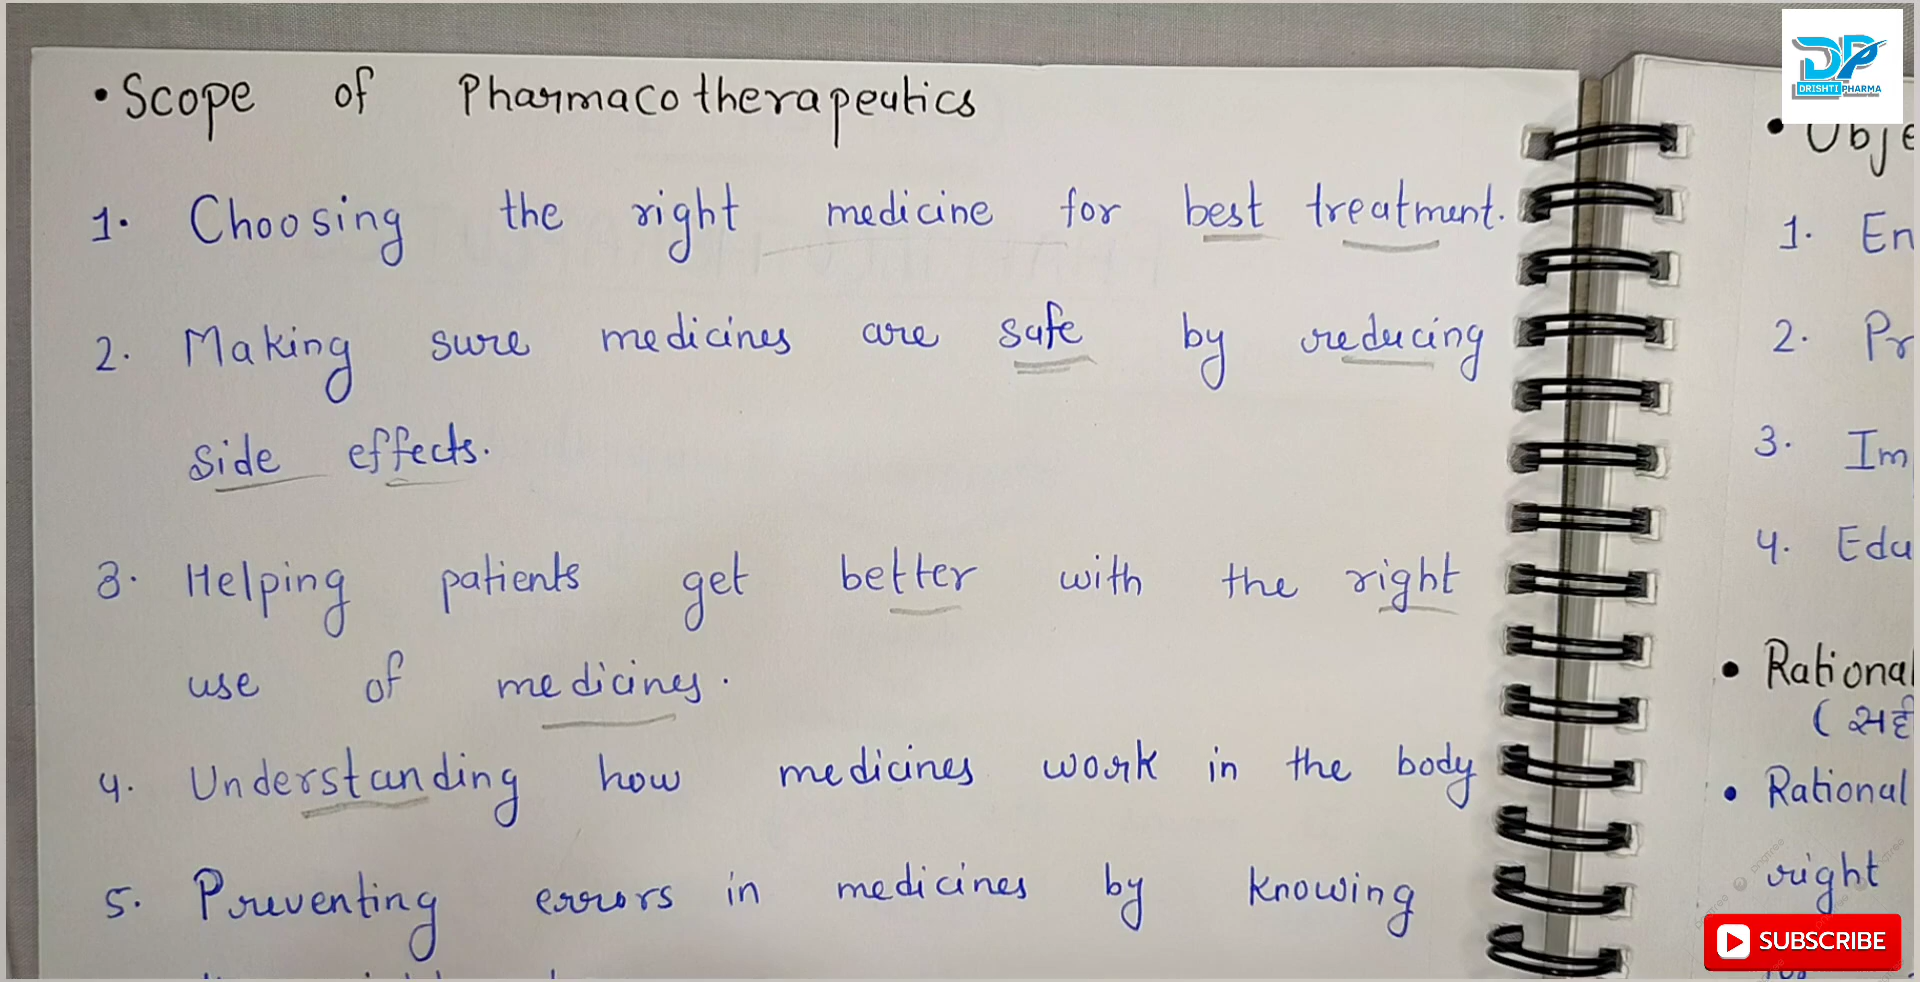 • Scope of Pharmacotherapeutics
1. Choosing the right medicine for best treatment.
2. Making sure medicines are safe by reducing
side effects.
3. Helping patients get better with the right
use of medicines.
4. Understanding how medicines work in the body
5. Preventing errors in medicines by knowing
DP
DRISHTI PHARMA
• Obje
1. En
2. Pr
3. Im
4. Edu
• Rational
(सही
• Rational
right
SUBSCRIBE